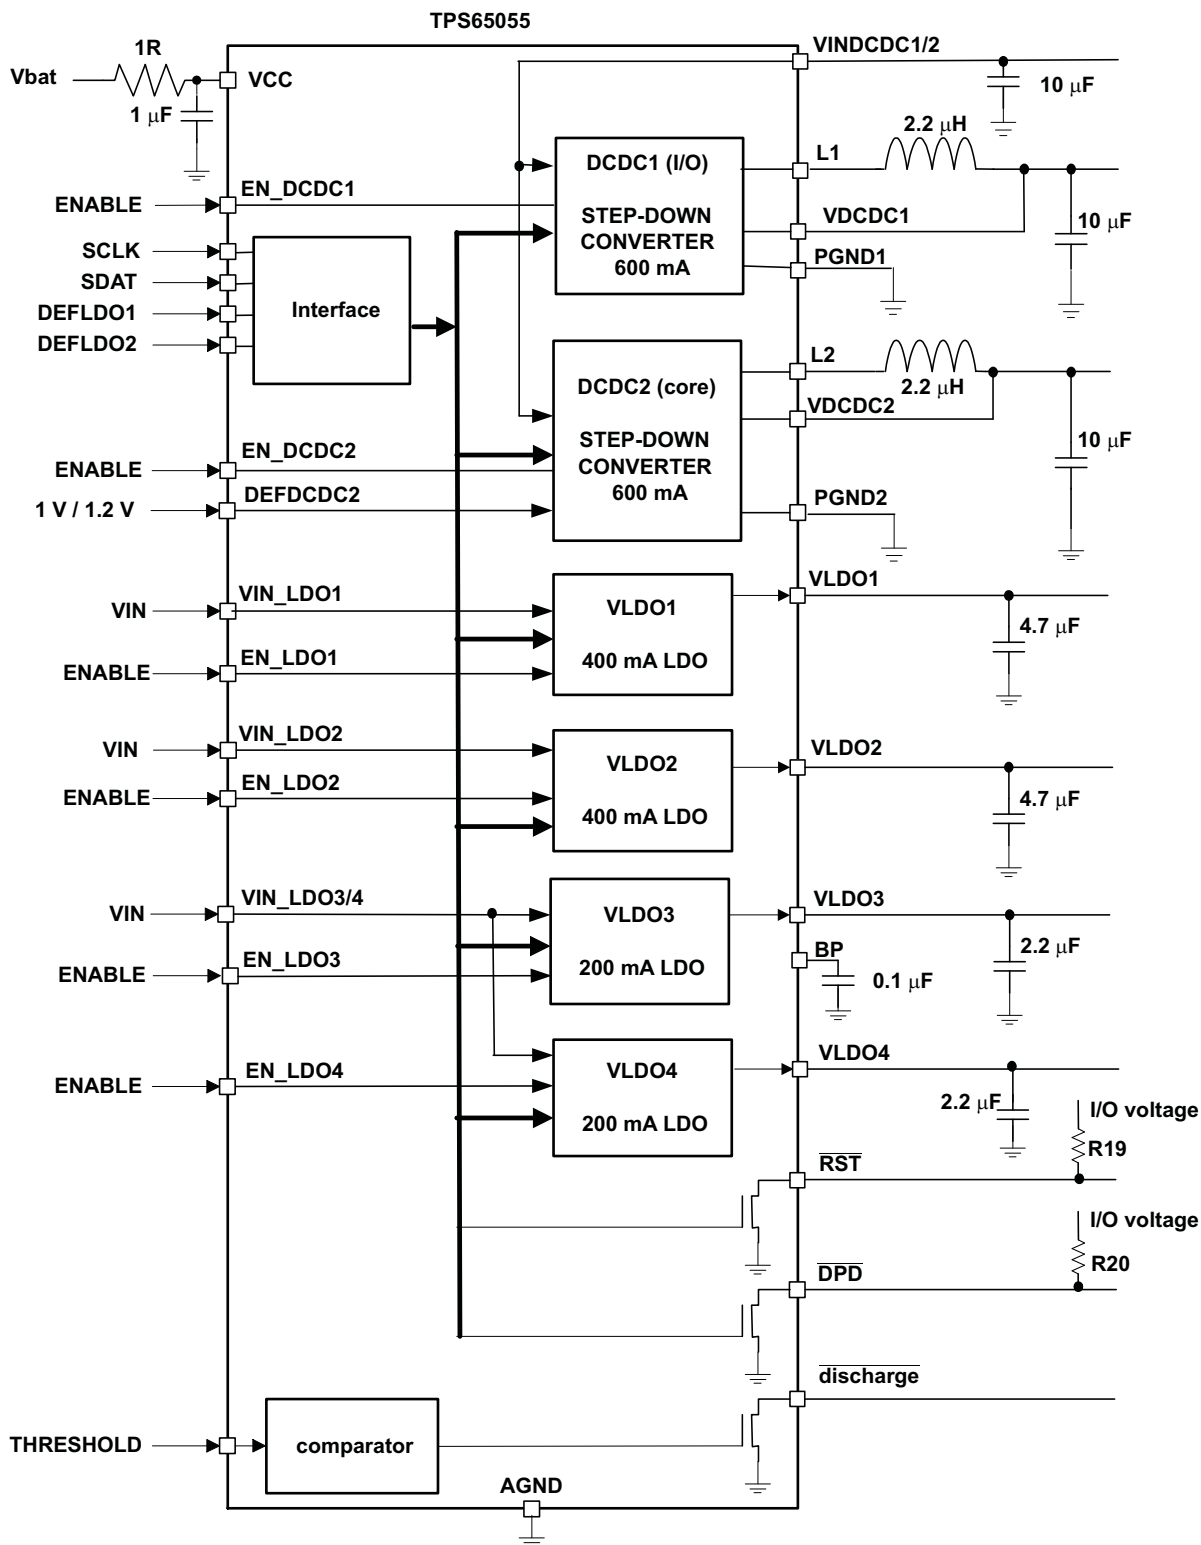 TPS65055
1R
Vbat
VCC
1 μF
VINDCDC1/2
10 μF
2.2 μH
L1
DCDC1 (I/O)
STEP-DOWN
CONVERTER
600 mA
EN_DCDC1
ENABLE
VDCDC1
10 μF
PGND1
SCLK
SDAT
DEFLDO1
DEFLDO2
Interface
L2
2.2 μH
DCDC2 (core)
STEP-DOWN
CONVERTER
600 mA
VDCDC2
10 μF
EN_DCDC2
ENABLE
DEFDCDC2
1 V / 1.2 V
PGND2
VLDO1
VIN_LDO1
VIN
VLDO1
400 mA LDO
4.7 μF
EN_LDO1
ENABLE
VIN_LDO2
VIN
VLDO2
VLDO2
400 mA LDO
EN_LDO2
ENABLE
4.7 μF
VIN_LDO3/4
VIN
VLDO3
VLDO3
200 mA LDO
2.2 μF
BP
0.1 μF
EN_LDO3
ENABLE
VLDO4
EN_LDO4
ENABLE
VLDO4
200 mA LDO
2.2 μF
I/O voltage
R19
RST
I/O voltage
R20
DPD
discharge
THRESHOLD
comparator
AGND